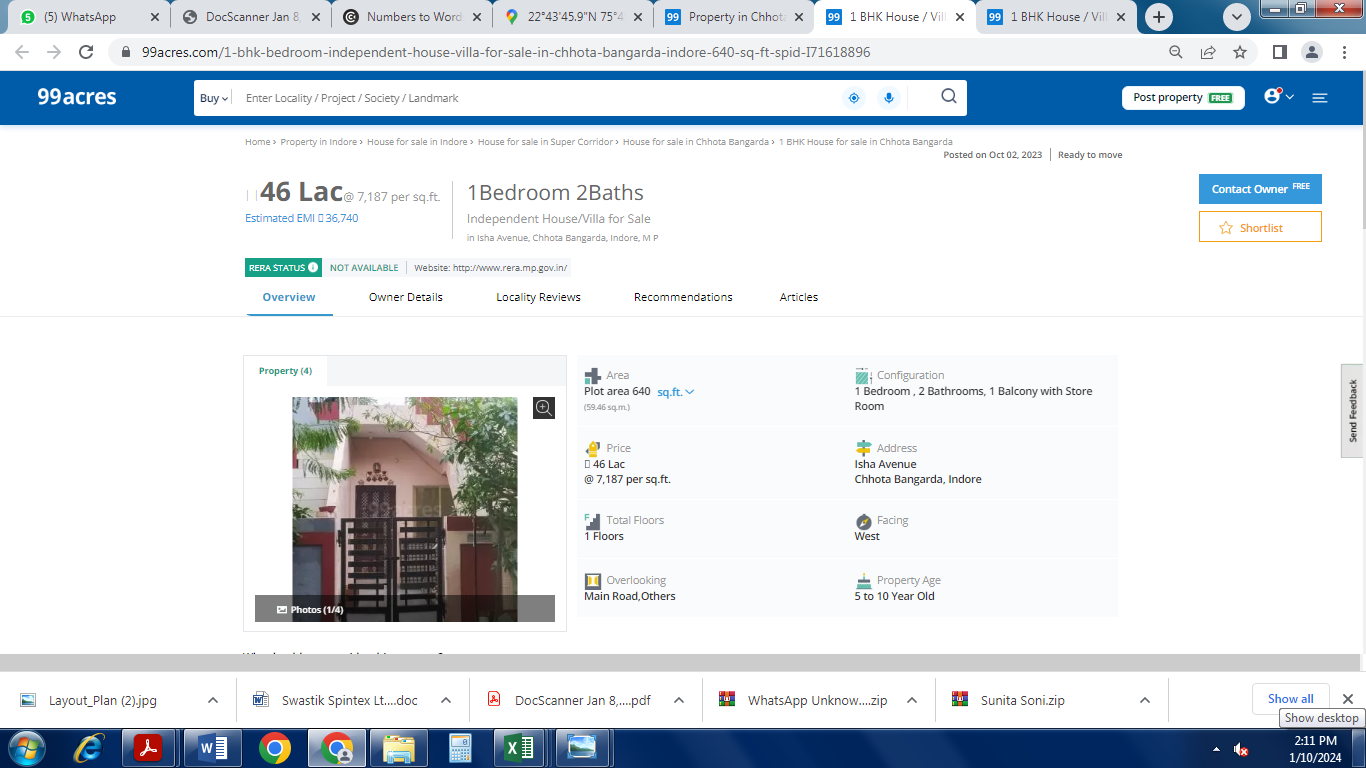 (5) WhatsApp
DocScanner Jan 8,
Numbers to Word
22°43'45.9"N 75°4
Property in Chhot
1 BHK House / Vil
1 BHK House / Vil
99acres.com/1-bhk-bedroom-independent-house-villa-for-sale-in-chhota-bangarda-indore-640-sq-ft-spid-I71618896
99acres
Buy
Enter Locality / Project / Society / Landmark
Post property FREE
Home › Property in Indore › House for sale in Indore › House for sale in Super Corridor › House for sale in Chhota Bangarda › 1 BHK House for sale in Chhota Bangarda
Posted on Oct 02, 2023 | Ready to move
46 Lac @ 7,187 per sq.ft.
Estimated EMI 36,740
1Bedroom 2Baths
Independent House/Villa for Sale
in Isha Avenue, Chhota Bangarda, Indore, M P
Contact Owner FREE
Shortlist
RERA STATUS NOT AVAILABLE | Website: http://www.rera.mp.gov.in/
Overview
Owner Details
Locality Reviews
Recommendations
Articles
Property (4)
99acres
Photos (1/4)
Area
Plot area 640 sq.ft.
(59.46 sq.m.)
Configuration
1 Bedroom , 2 Bathrooms, 1 Balcony with Store
Room
Price
46 Lac
@ 7,187 per sq.ft.
Address
Isha Avenue
Chhota Bangarda, Indore
Total Floors
1 Floors
Facing
West
Overlooking
Main Road,Others
Property Age
5 to 10 Year Old
Send Feedback
Layout_Plan (2).jpg
Swastik Spintex Lt....doc
DocScanner Jan 8,....pdf
WhatsApp Unknow....zip
Sunita Soni.zip
Show all
Show desktop
2:11 PM
1/10/2024